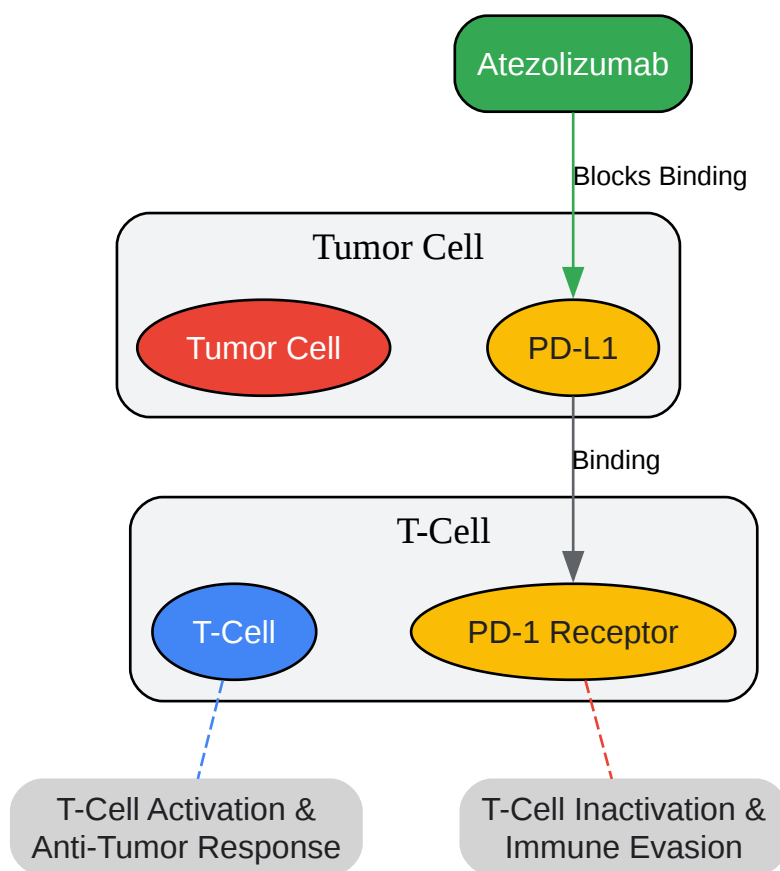 Atezolizumab
Blocks Binding
Tumor Cell
Tumor Cell
PD-L1
Binding
T-Cell
T-Cell
PD-1 Receptor
T-Cell Activation &
Anti-Tumor Response
T-Cell Inactivation &
Immune Evasion